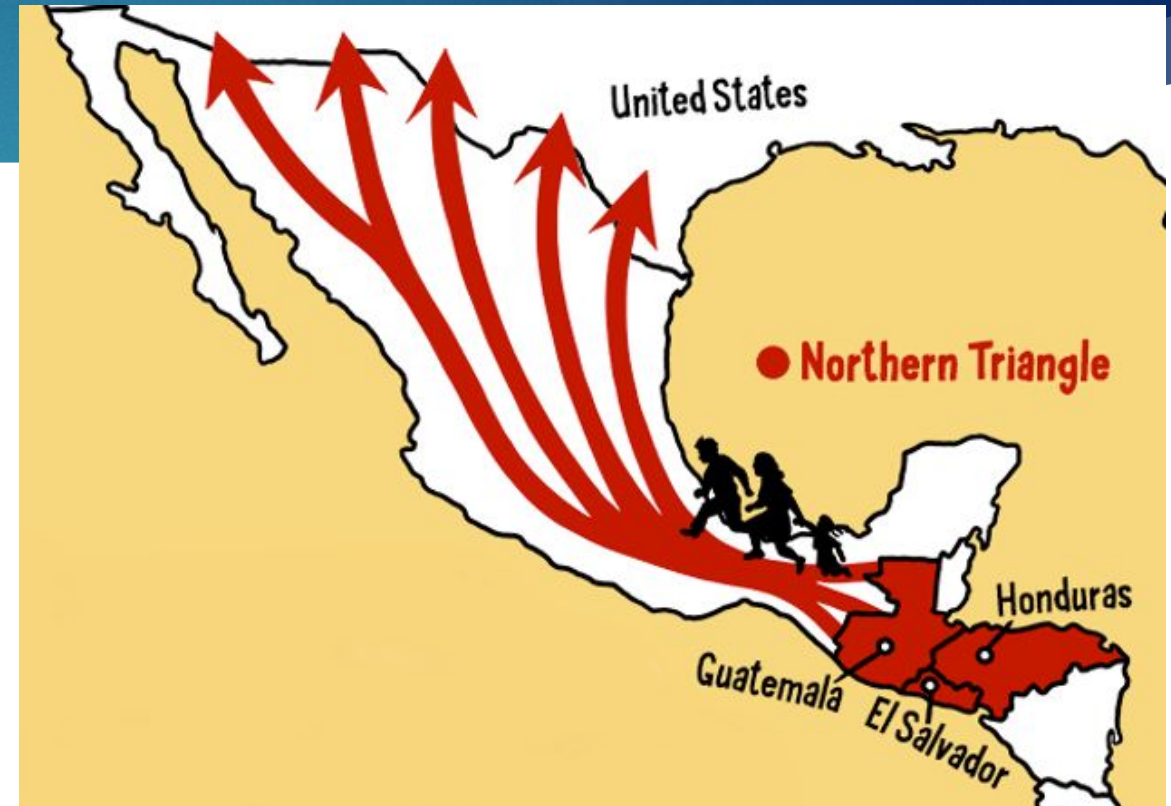 United States
Northern Triangle
Honduras
Guatemala
El Salvador